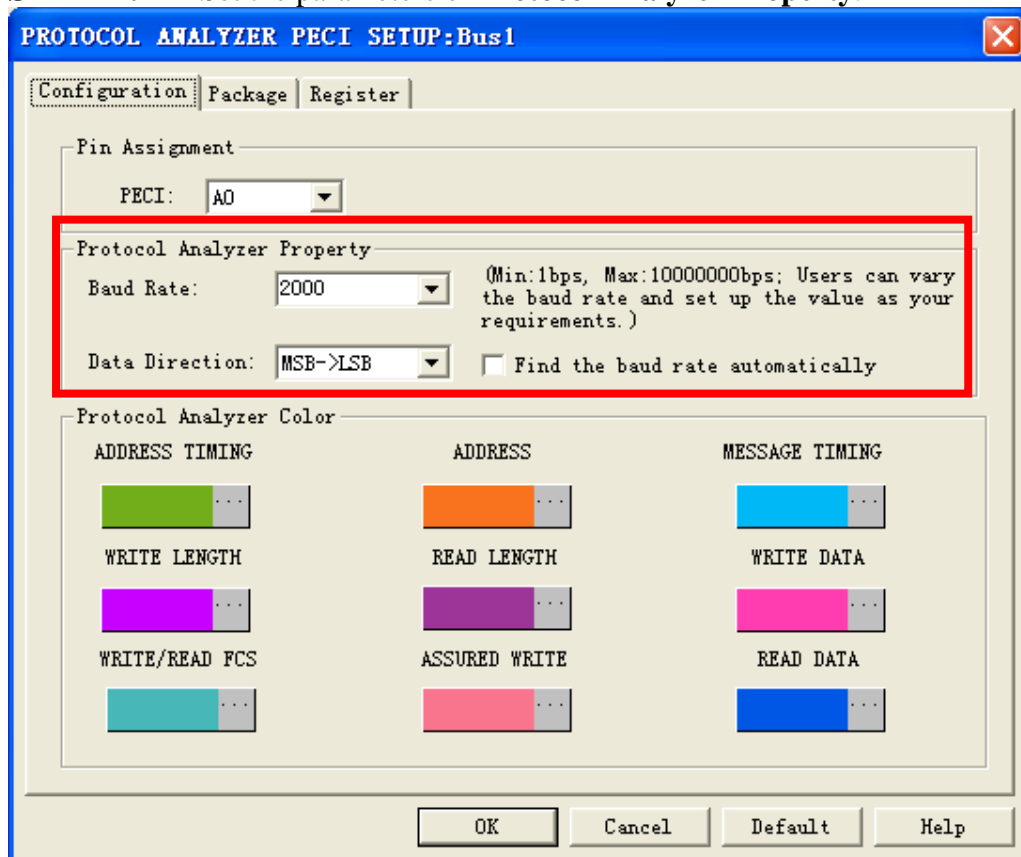 PROTOCOL ANALYZER PECI SETUP:Bus1
Configuration Package Register
Pin Assignment
PECI: A0
Protocol Analyzer Property
Baud Rate: 2000 (Min:1bps, Max:10000000bps; Users can vary
the baud rate and set up the value as your
requirements.)
Data Direction: MSB->LSB Find the baud rate automatically
Protocol Analyzer Color
ADDRESS TIMING ADDRESS MESSAGE TIMING
... ... ...
WRITE LENGTH READ LENGTH WRITE DATA
... ... ...
WRITE/READ FCS ASSURED WRITE READ DATA
... ... ...
OK Cancel Default Help